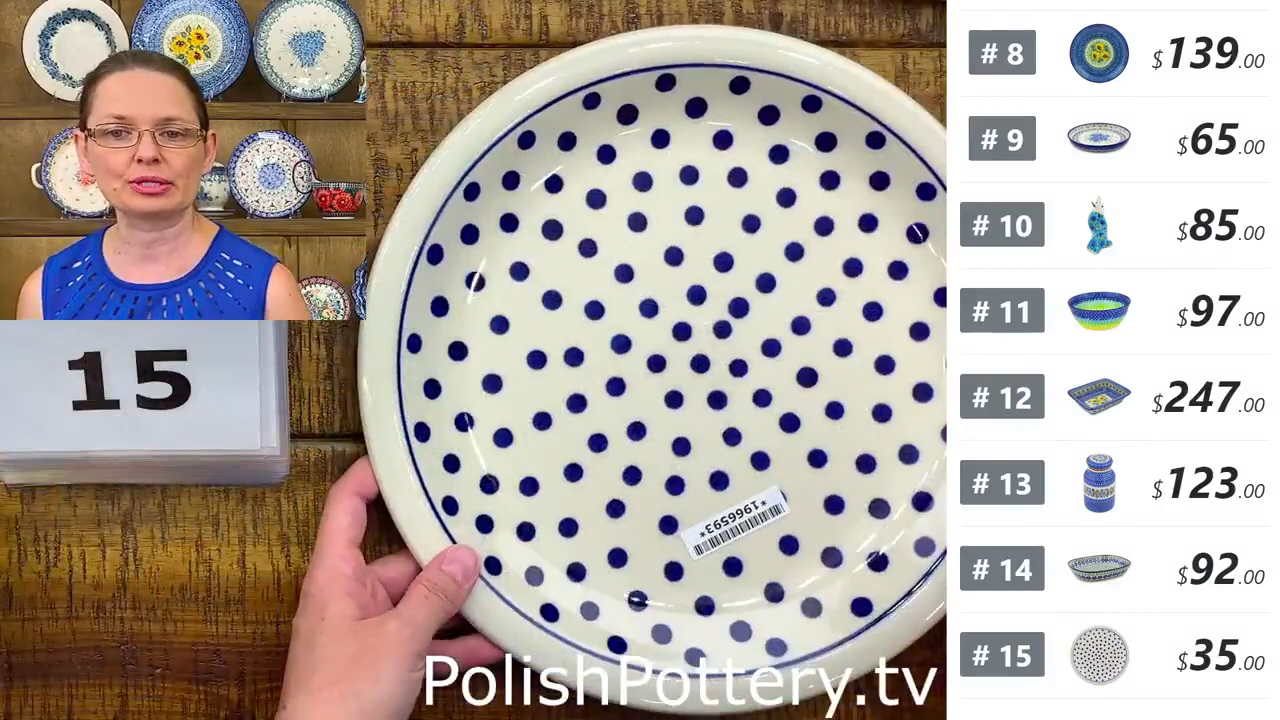 15
*1966593*
PolishPottery.tv
# 8 $139.00
# 9 $65.00
# 10 $85.00
# 11 $97.00
# 12 $247.00
# 13 $123.00
# 14 $92.00
# 15 $35.00